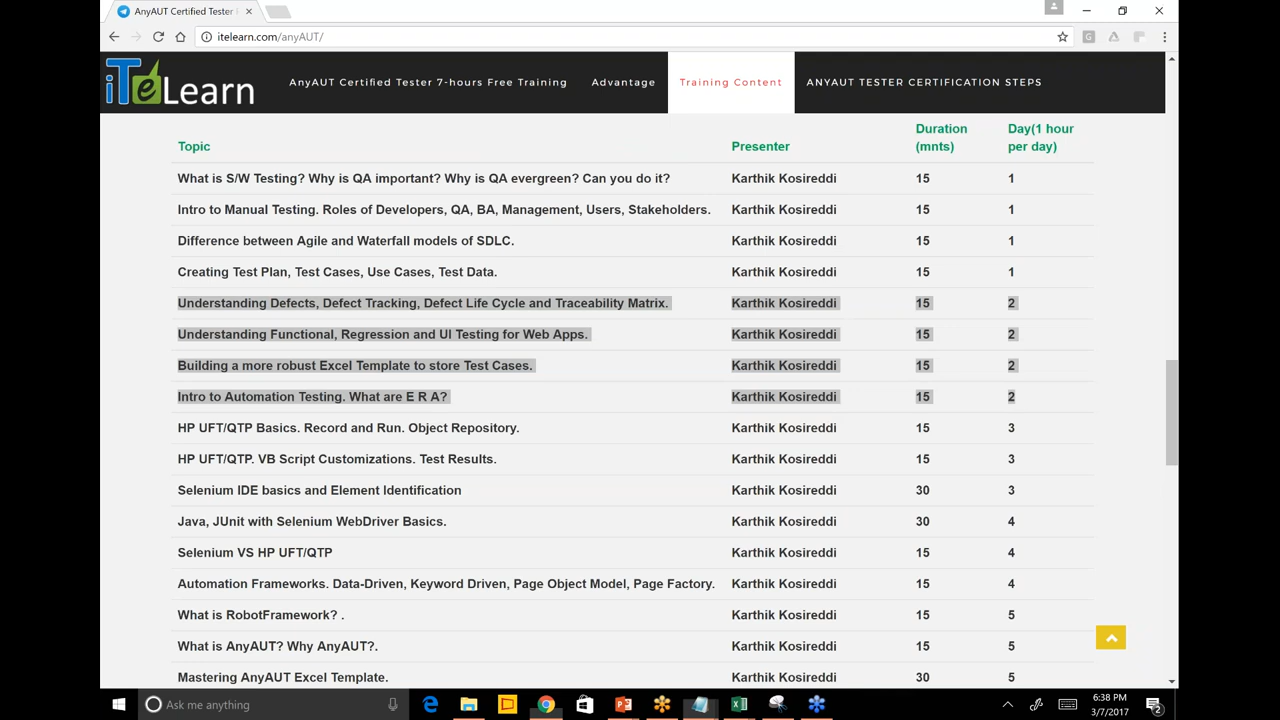 AnyAUT Certified Tester
itelearn.com/anyAUT/
iTeLearn
AnyAUT Certified Tester 7-hours Free Training Advantage Training Content ANYAUT TESTER CERTIFICATION STEPS
Topic Presenter Duration (mnts) Day(1 hour per day)
What is S/W Testing? Why is QA important? Why is QA evergreen? Can you do it? Karthik Kosireddi 15 1
Intro to Manual Testing. Roles of Developers, QA, BA, Management, Users, Stakeholders. Karthik Kosireddi 15 1
Difference between Agile and Waterfall models of SDLC. Karthik Kosireddi 15 1
Creating Test Plan, Test Cases, Use Cases, Test Data. Karthik Kosireddi 15 1
Understanding Defects, Defect Tracking, Defect Life Cycle and Traceability Matrix. Karthik Kosireddi 15 2
Understanding Functional, Regression and UI Testing for Web Apps. Karthik Kosireddi 15 2
Building a more robust Excel Template to store Test Cases. Karthik Kosireddi 15 2
Intro to Automation Testing. What are E R A? Karthik Kosireddi 15 2
HP UFT/QTP Basics. Record and Run. Object Repository. Karthik Kosireddi 15 3
HP UFT/QTP. VB Script Customizations. Test Results. Karthik Kosireddi 15 3
Selenium IDE basics and Element Identification Karthik Kosireddi 30 3
Java, JUnit with Selenium WebDriver Basics. Karthik Kosireddi 30 4
Selenium VS HP UFT/QTP Karthik Kosireddi 15 4
Automation Frameworks. Data-Driven, Keyword Driven, Page Object Model, Page Factory. Karthik Kosireddi 15 4
What is RobotFramework? . Karthik Kosireddi 15 5
What is AnyAUT? Why AnyAUT?. Karthik Kosireddi 15 5
Mastering AnyAUT Excel Template. Karthik Kosireddi 30 5
Ask me anything
6:38 PM
3/7/2017
2